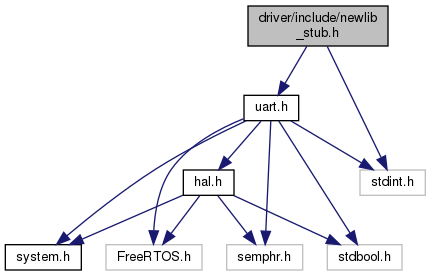 driver/include/newlib
_stub.h
uart.h
hal.h
stdint.h
system.h
FreeRTOS.h
semphr.h
stdbool.h